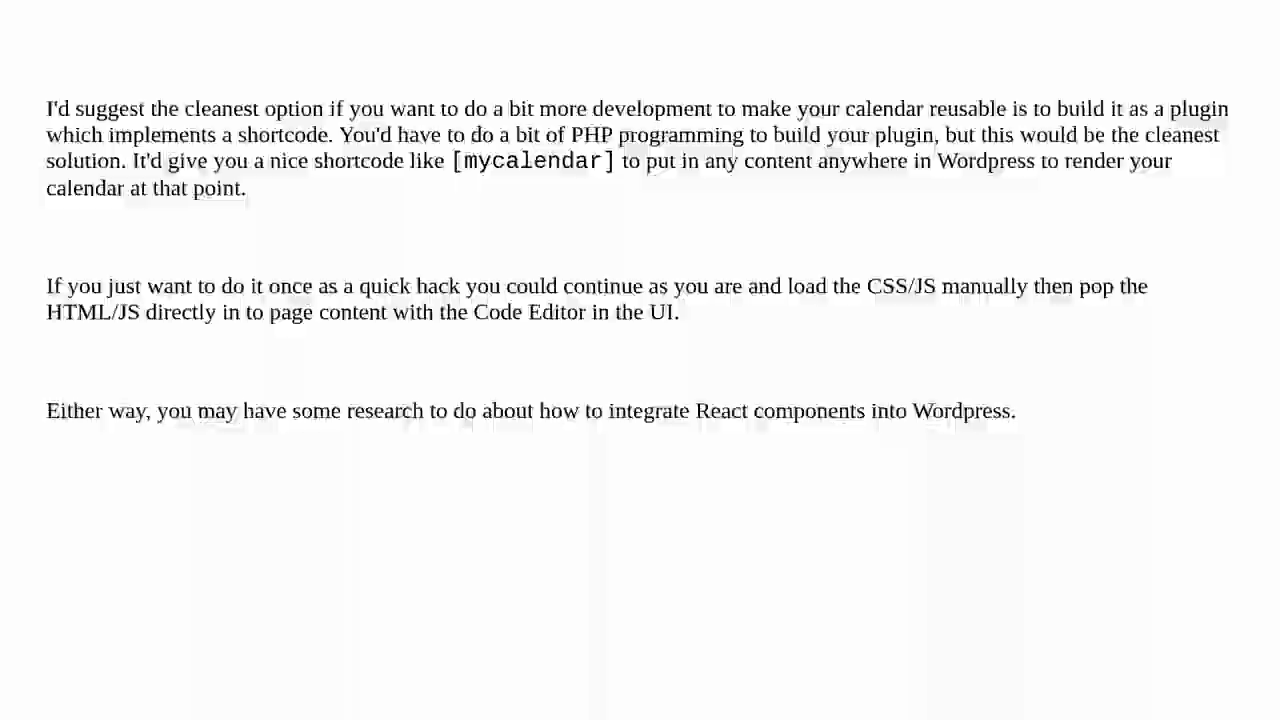 I'd suggest the cleanest option if you want to do a bit more development to make your calendar reusable is to build it as a plugin
which implements a shortcode. You'd have to do a bit of PHP programming to build your plugin, but this would be the cleanest
solution. It'd give you a nice shortcode like [mycalendar] to put in any content anywhere in Wordpress to render your
calendar at that point.
If you just want to do it once as a quick hack you could continue as you are and load the CSS/JS manually then pop the
HTML/JS directly in to page content with the Code Editor in the UI.
Either way, you may have some research to do about how to integrate React components into Wordpress.